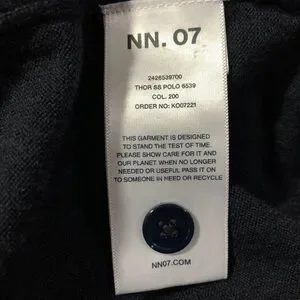 NN. 07
2426539700
THOR SS POLO 6539
COL. 200
ORDER NO: KO07221
THIS GARMENT IS DESIGNED
TO STAND THE TEST OF TIME.
PLEASE SHOW CARE FOR IT AND
OUR PLANET. WHEN NO LONGER
NEEDED OR USEFUL PASS IT ON
TO SOMEONE IN NEED OR RECYCLE
NN07.COM